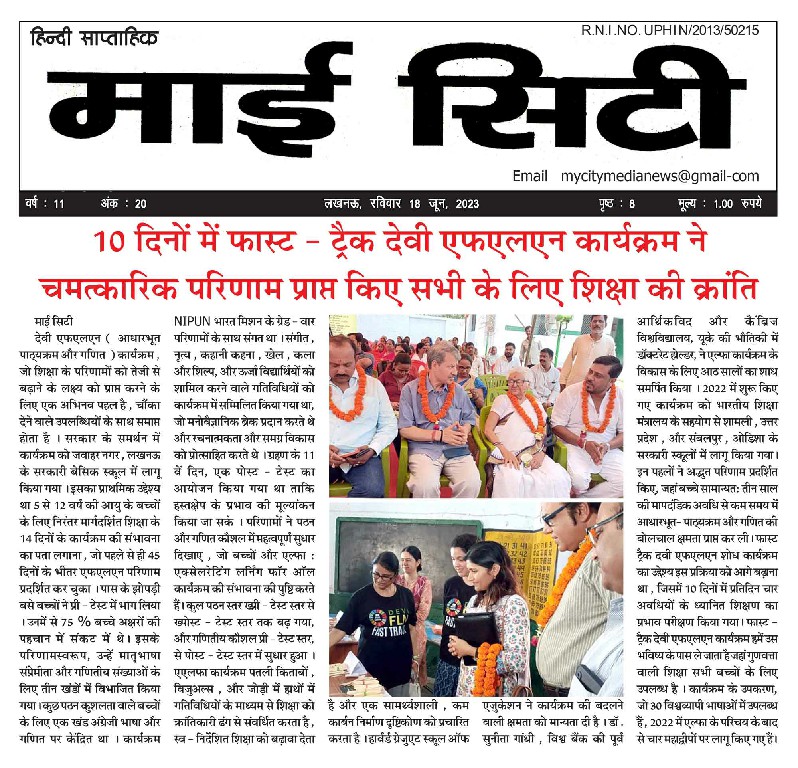 हिन्दी साप्ताहिक
R.N.I.NO. UPHIN/2013/50215
माई सिटी
Email mycitymedianews@gmail-com
वर्ष : 11 अंक : 20 लखनऊ, रविवार 18 जून, 2023 पृष्ठ : 8 मूल्य : 1.00 रुपये
10 दिनों में फास्ट - ट्रैक देवी एफएलएन कार्यक्रम ने
चमत्कारिक परिणाम प्राप्त किए सभी के लिए शिक्षा की क्रांति
माई सिटी
देवी एफएलएन ( आधारभूत
पाठ्यक्रम और गणित ) कार्यक्रम ,
जो शिक्षा के परिणामों को तेजी से
बढ़ाने के लक्ष्य को प्राप्त करने के
लिए एक अभिनव पहल है , चौंका
देने वाले उपलब्धियों के साथ समाप्त
होता है । सरकार के समर्थन में
कार्यक्रम को जवाहर नगर , लखनऊ
के सरकारी बेसिक स्कूल में लागू
किया गया । इसका प्राथमिक उद्देश्य
था 5 से 12 वर्ष की आयु के बच्चों
के लिए निरंतर मार्गदर्शित शिक्षा के
14 दिनों के कार्यक्रम की संभावना
का पता लगाना , जो पहले से ही 45
दिनों के भीतर एफएलएन परिणाम
प्रदर्शित कर चुका । पास के झोपड़ी
बसे बच्चों ने प्री - टेस्ट में भाग लिया
। उनमें से 75 % बच्चे अक्षरों की
पहचान में संकट में थे । इसके
परिणामस्वरूप, उन्हें मातृभाषा
संप्रेमीता और गणितीय संख्याओं के
लिए तीन खंडों में विभाजित किया
गया । कुछ पठन कुशलता वाले बच्चों
के लिए एक खंड अंग्रेजी भाषा और
गणित पर केंद्रित था । कार्यक्रम
NIPUN भारत मिशन के ग्रेड - वार
परिणामों के साथ संगत था । संगीत ,
नृत्य , कहानी कहना , खेल , कला
और शिल्प, और ऊर्जा विद्यार्थियों को
शामिल करने वाले गतिविधियों को
कार्यक्रम में सम्मिलित किया गया था,
जो मनोवैज्ञानिक ब्रेक प्रदान करते थे
और रचनात्मकता और समग्र विकास
को प्रोत्साहित करते थे । ग्रहण के 11
वें दिन, एक पोस्ट - टेस्ट का
आयोजन किया गया था ताकि
हस्तक्षेप के प्रभाव की मूल्यांकन
किया जा सके । परिणामों ने पठन
और गणित कौशल में महत्वपूर्ण सुधार
दिखाए , जो बच्चों और एल्फा :
एक्सेलरेटिंग लर्निंग फॉर ऑल
कार्यक्रम की संभावना की पुष्टि करते
हैं। कुल पठन स्तर खप्री - टेस्ट स्तर से
खपोस्ट - टेस्ट स्तर तक बढ़ गया,
और गणितीय कौशल प्री - टेस्ट स्तर,
से पोस्ट - टेस्ट स्तर में सुधार हुआ ।
एएलफा कार्यक्रम पतली किताबों ,
विजुअल्स , और जोड़ी में हाथों में
गतिविधियों के माध्यम से शिक्षा को
क्रांतिकारी ढंग से संवर्धित करता है ,
स्व - निर्देशित शिक्षा को बढ़ावा देता
DEVI
FLN
FAST TRACK
है और एक सामर्थ्यशाली , कम
कार्यन निर्माण दृष्टिकोण को प्रचारित
करता है । हार्वर्ड ग्रेजुएट स्कूल ऑफ
एजुकेशन ने कार्यक्रम की बदलने
वाली क्षमता को मान्यता दी है । डॉ .
सुनीता गांधी , विश्व बैंक की पूर्व
आर्थिकविद और कैंब्रिज
विश्वविद्यालय, यूके की भौतिकी में
डॉक्टरेट होल्डर, ने एल्फा कार्यक्रम के
विकास के लिए आठ सालों का शोध
समर्पित किया । 2022 में शुरू किए
गए कार्यक्रम को भारतीय शिक्षा
मंत्रालय के सहयोग से शामली , उत्तर
प्रदेश , और संबलपुर , ओडिशा के
सरकारी स्कूलों में लागू किया गया।
इन पहलों ने अद्भुत परिणाम प्रदर्शित
किए, जहां बच्चे सामान्यतः तीन साल
की मापदंडिक अवधि से कम समय में
आधारभूत- पाठ्यक्रम और गणित की
बोलचाल क्षमता प्राप्त कर ली। फास्ट
ट्रैक देवी एफएलएन शोध कार्यक्रम
का उद्देश्य इस प्रक्रिया को आगे बढ़ाना
था , जिसमें 10 दिनों में प्रतिदिन चार
अवधियों के ध्यानित शिक्षण का
प्रभाव परीक्षण किया गया। फास्ट -
ट्रैक देवी एफएलएन कार्यक्रम हमें उस
भविष्य के पास ले जाता है जहां गुणवत्ता
वाली शिक्षा सभी बच्चों के लिए
उपलब्ध है । कार्यक्रम के उपकरण,
जो 30 विश्वव्यापी भाषाओं में उपलब्ध
हैं, 2022 में एल्फा के परिचय के बाद
से चार महाद्वीपों पर लागू किए गए हैं।